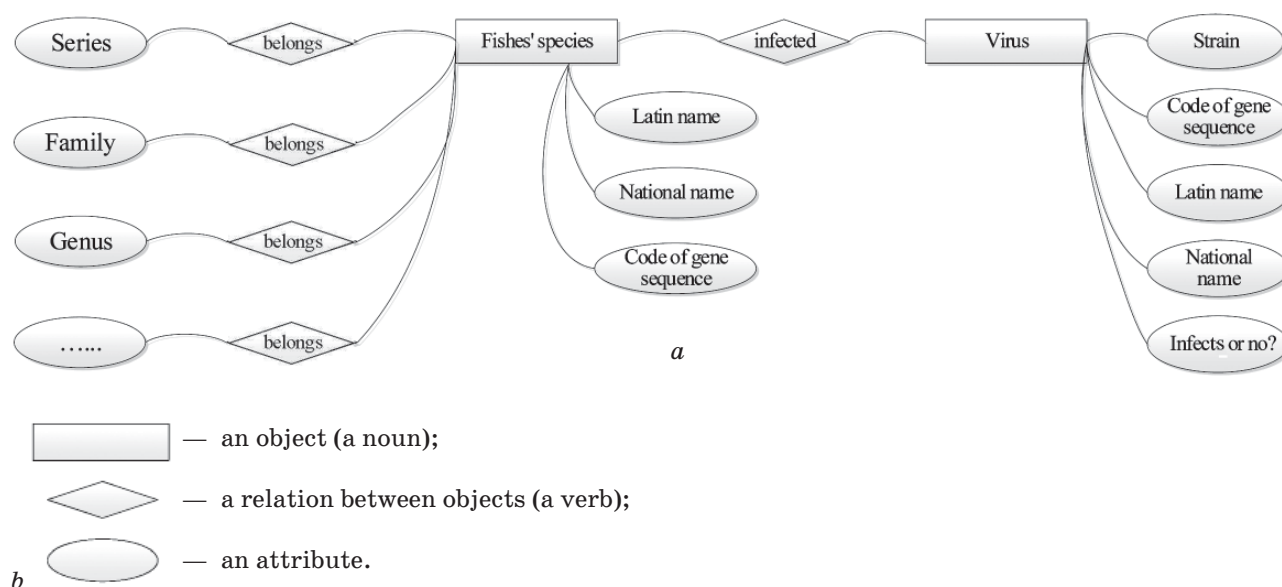 Series
belongs
Fishes' species
infected
Virus
Strain
Family
belongs
Latin name
Code of gene
sequence
Genus
belongs
National name
Latin name
Code of gene
sequence
National
name
…...
belongs
Infects or no?
a
— an object (a noun);
— a relation between objects (a verb);
— an attribute.
b